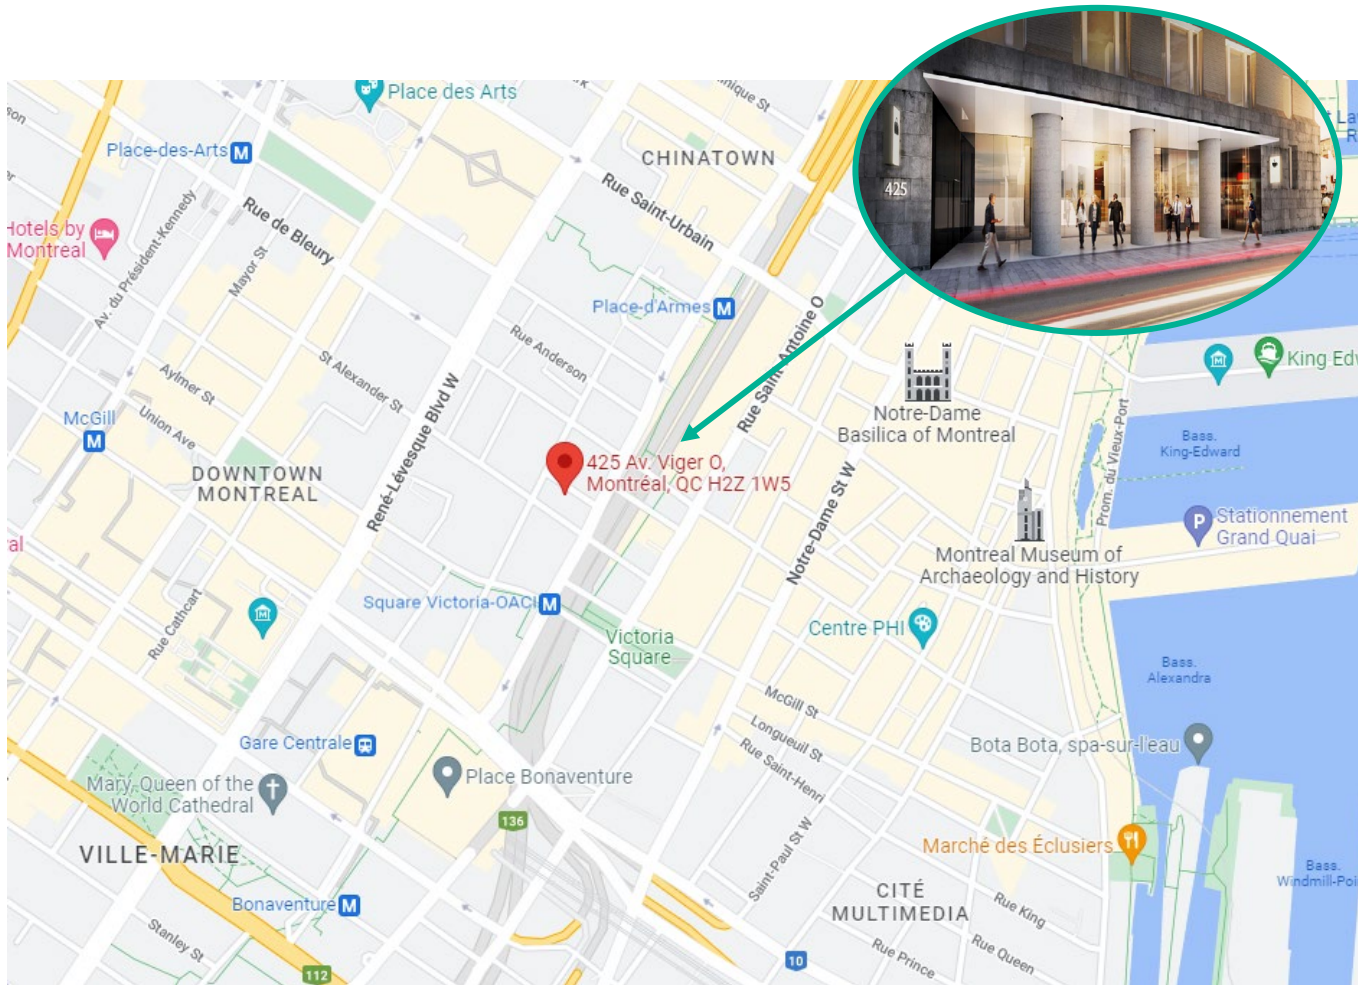 Place des Arts
nique St
son
Place-des-Arts M
CHINATOWN
La
R
425
Rue Saint-Urbain
Av. du Président-Kennedy
Rue de Bleury
Hotels by
Montreal
Mayor St
Place-d'Armes M
Rue Saint-Antoine O
Rue Anderson
St Alexander St
King-Edw
Aylmer St
René-Lévesque Blvd W
Notre-Dame
Basilica of Montreal
Union Ave
McGill
M
Bass.
King-Edward
Prom. du Vieux-Port
DOWNTOWN
MONTREAL
425 Av. Viger O,
Montréal, QC H2Z 1W5
Notre-Dame St W
P Stationnement
Grand Quai
al
Montreal Museum of
Archaeology and History
Square Victoria-OACI M
Rue Cathcart
Victoria
Square
Centre PHI
Bass.
Alexandra
McGill St
Longueuil St
Rue Saint-Henri
Gare Centrale
Bota Bota, spa-sur-l'eau
Place Bonaventure
Mary, Queen of the
World Cathedral
136
VILLE-MARIE
Saint-Paul St W
Marché des Éclusiers
Bass.
Windmill-Poi
CITÉ
MULTIMEDIA
Bonaventure M
Rue King
Stanley St
Rue Queen
Rue Prince
10
112